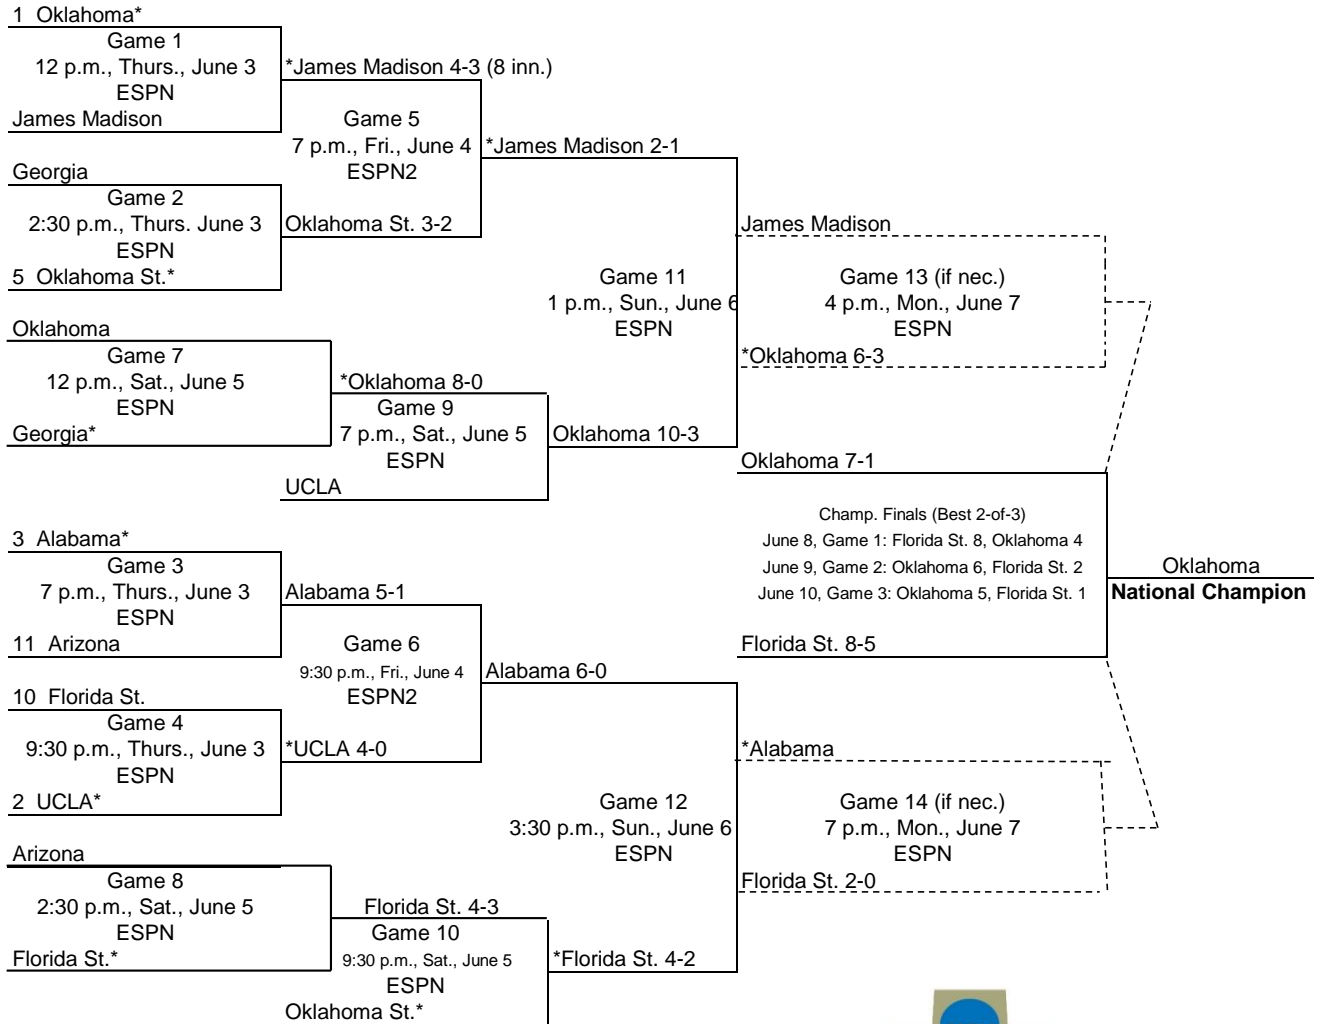 1  Oklahoma*
Game 1
12 p.m., Thurs., June 3
ESPN
James Madison
*James Madison 4-3 (8 inn.)
Georgia
Game 2
2:30 p.m., Thurs. June 3
ESPN
5  Oklahoma St.*
Oklahoma St. 3-2
Game 5
7 p.m., Fri., June 4
ESPN2
*James Madison 2-1
Oklahoma
Game 7
12 p.m., Sat., June 5
ESPN
Georgia*
*Oklahoma 8-0
Game 9
7 p.m., Sat., June 5
ESPN
UCLA
Oklahoma 10-3
Game 11
1 p.m., Sun., June 6
ESPN
James Madison
Game 13 (if nec.)
4 p.m., Mon., June 7
ESPN
*Oklahoma 6-3
Oklahoma 7-1
Champ. Finals (Best 2-of-3)
June 8, Game 1: Florida St. 8, Oklahoma 4
June 9, Game 2: Oklahoma 6, Florida St. 2
June 10, Game 3: Oklahoma 5, Florida St. 1
Florida St. 8-5
Oklahoma
National Champion
3  Alabama*
Game 3
7 p.m., Thurs., June 3
ESPN
11  Arizona
Alabama 5-1
10  Florida St.
Game 4
9:30 p.m., Thurs., June 3
ESPN
2  UCLA*
*UCLA 4-0
Game 6
9:30 p.m., Fri., June 4
ESPN2
Alabama 6-0
Arizona
Game 8
2:30 p.m., Sat., June 5
ESPN
Florida St.*
Florida St. 4-3
Game 10
9:30 p.m., Sat., June 5
ESPN
Oklahoma St.*
*Florida St. 4-2
Game 12
3:30 p.m., Sun., June 6
ESPN
*Alabama
Game 14 (if nec.)
7 p.m., Mon., June 7
ESPN
Florida St. 2-0